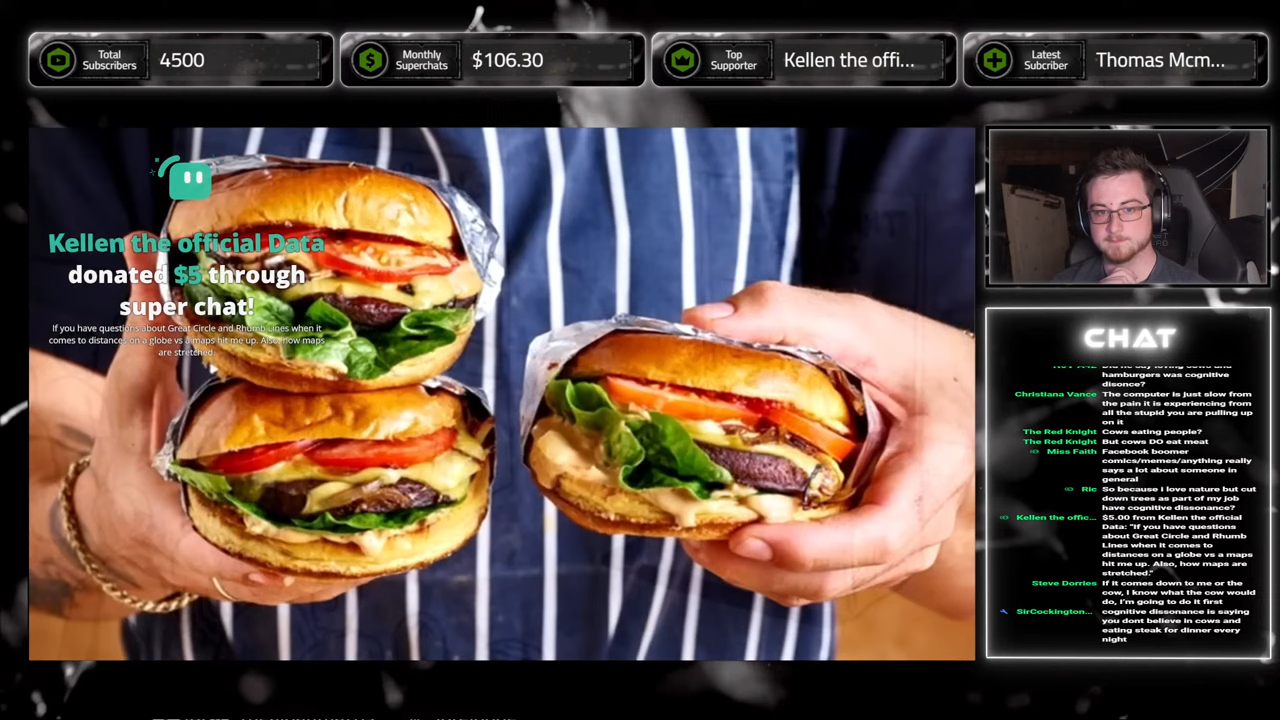 Total
Subscribers
4500
Monthly
Superchats
$106.30
Top
Supporter
Kellen the offi...
Latest
Subcriber
Thomas Mcm...
Kellen the official Data
donated $5 through
super chat!
If you have questions about Great Circle and Rhumb Lines when it
comes to distances on a globe vs a maps hit me up. Also, how maps
are stretched.
CHAT
hamburgers was cognitive
disonce?
Christiana Vance The computer is just slow from
the pain it is experiencing from
all the stupid you are pulling up
on it
The Red Knight Cows eating people?
The Red Knight But cows DO eat meat
Miss Faith Facebook boomer
comics/memes/anything really
says a lot about someone in
general
Ric So because i love nature but cut
down trees as part of my job
have cognitive dissonance?
Kellen the offic... $5.00 from Kellen the official
Data: "If you have questions
about Great Circle and Rhumb
Lines when it comes to
distances on a globe vs a maps
hit me up. Also, how maps are
stretched."
Steve Dorries If it comes down to me or the
cow, I know what the cow would
do, I'm going to do it first
SirCockington... cognitive dissonance is saying
you dont believe in cows and
eating steak for dinner every
night